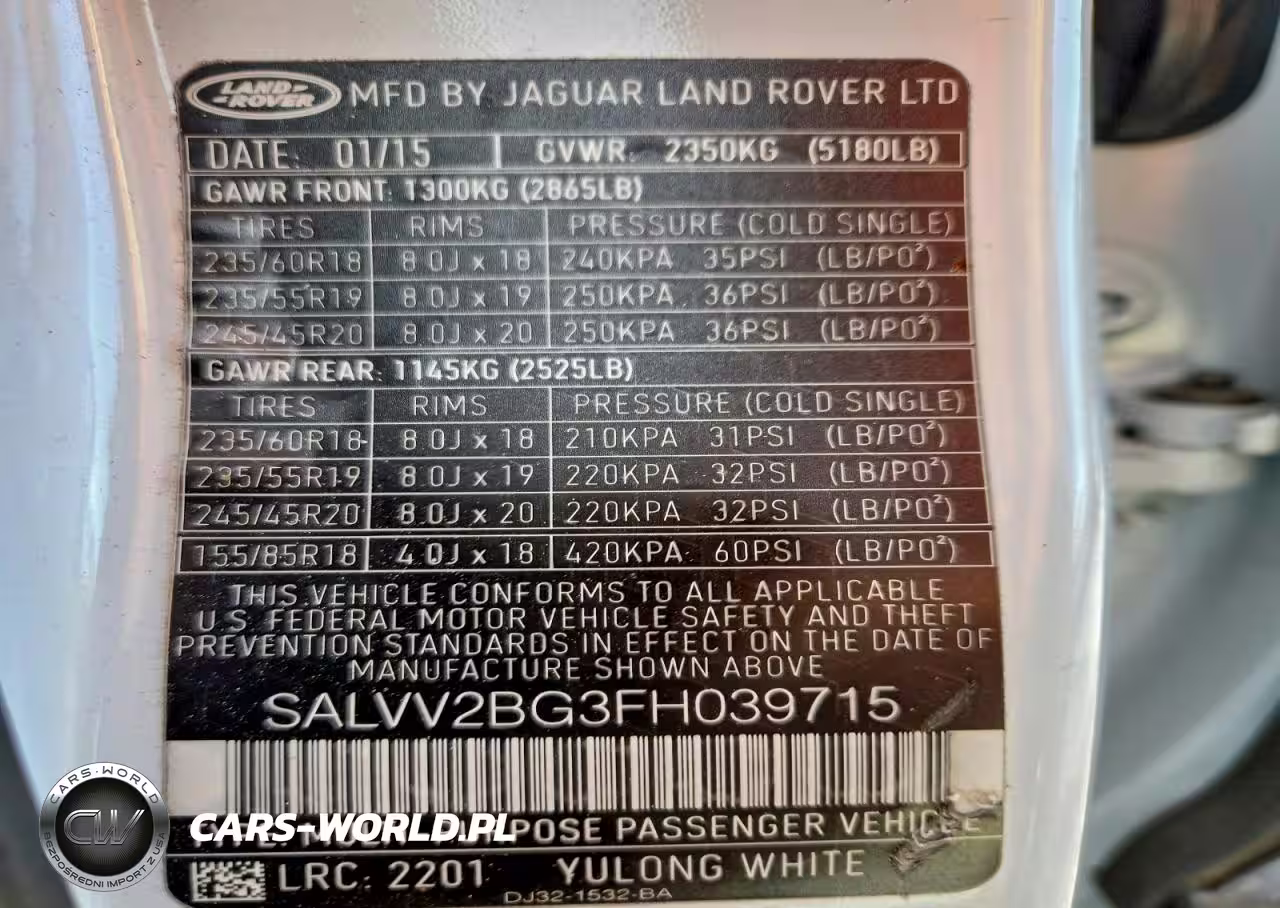 LAND ROVER MFD BY JAGUAR LAND ROVER LTD
DATE: 01/15 GVWR: 2350KG (5180LB)
GAWR FRONT: 1300KG (2865LB)
TIRES RIMS PRESSURE (COLD SINGLE)
235/60R18 8.0J x 18 240KPA 35PSI (LB/PO²)
235/55R19 8.0J x 19 250KPA 36PSI (LB/PO²)
245/45R20 8.0J x 20 250KPA 36PSI (LB/PO²)
GAWR REAR: 1145KG (2525LB)
TIRES RIMS PRESSURE (COLD SINGLE)
235/60R18 8.0J x 18 210KPA 31PSI (LB/PO²)
235/55R19 8.0J x 19 220KPA 32PSI (LB/PO²)
245/45R20 8.0J x 20 220KPA 32PSI (LB/PO²)
155/85R18 4.0J x 18 420KPA 60PSI (LB/PO²)
THIS VEHICLE CONFORMS TO ALL APPLICABLE
U.S. FEDERAL MOTOR VEHICLE SAFETY AND THEFT
PREVENTION STANDARDS IN EFFECT ON THE DATE OF
MANUFACTURE SHOWN ABOVE
SALVV2BG3FH039715
PASSENGER VEHICLE
LRC: 2201 YULONG WHITE
DJ32-1532-BA
CARS-WORLD
CW
BEZPOŚREDNI IMPORT Z USA
CARS-WORLD.PL